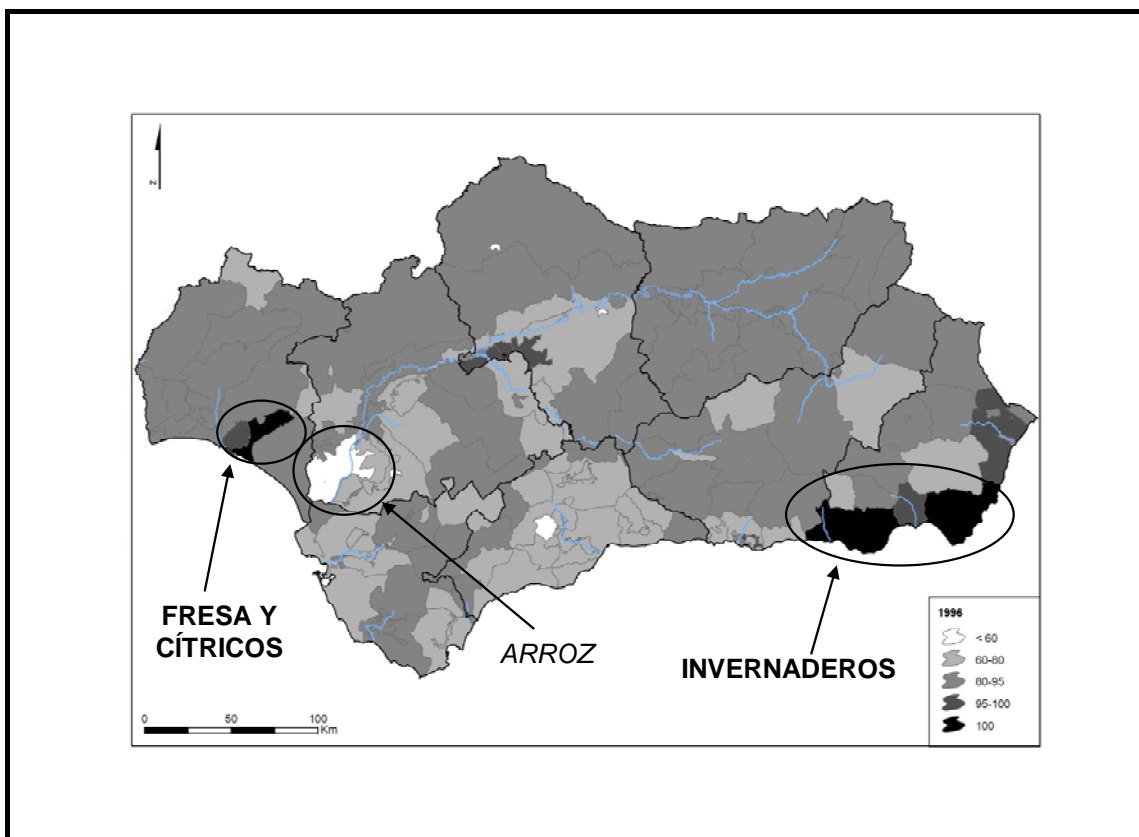 z
FRESA Y
CÍTRICOS
ARROZ
INVERNADEROS
1996
< 60
60-80
80-95
95-100
100
0 50 100
Km